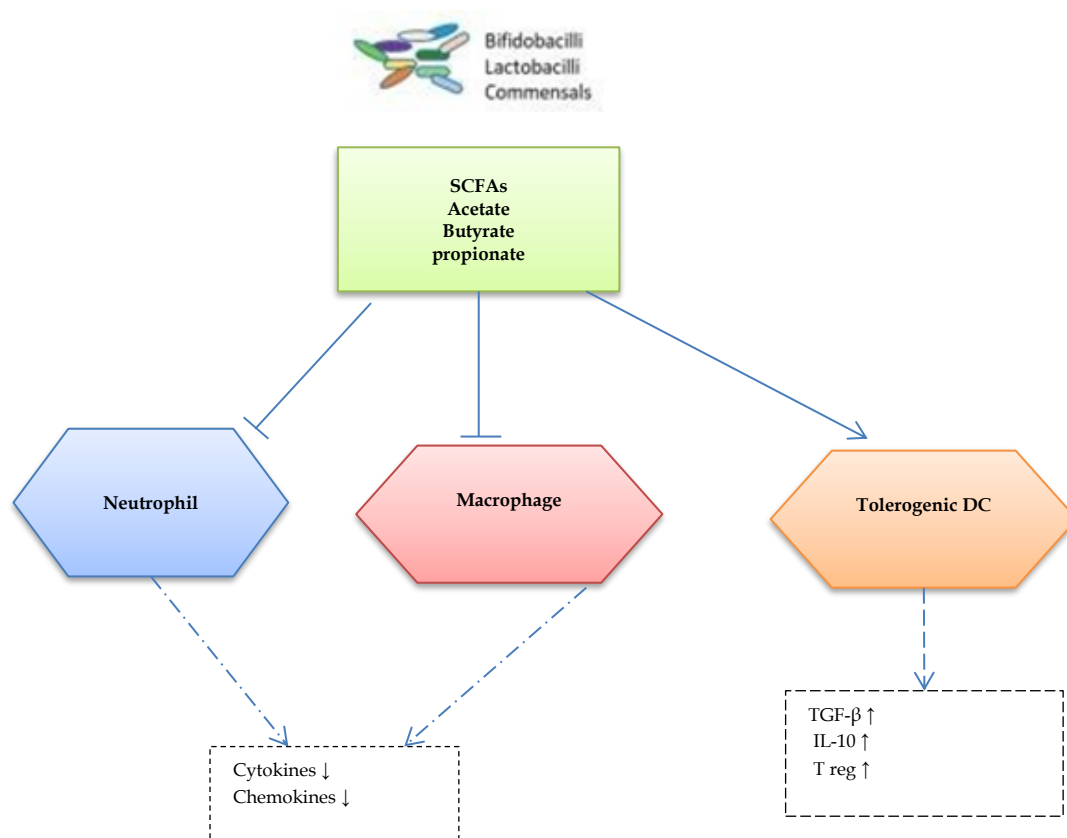 Bifidobacilli
Lactobacilli
Commensals
SCFAs
Acetate
Butyrate
propionate
Neutrophil
Macrophage
Tolerogenic DC
TGF-β ↑
IL-10 ↑
T reg ↑
Cytokines ↓
Chemokines ↓